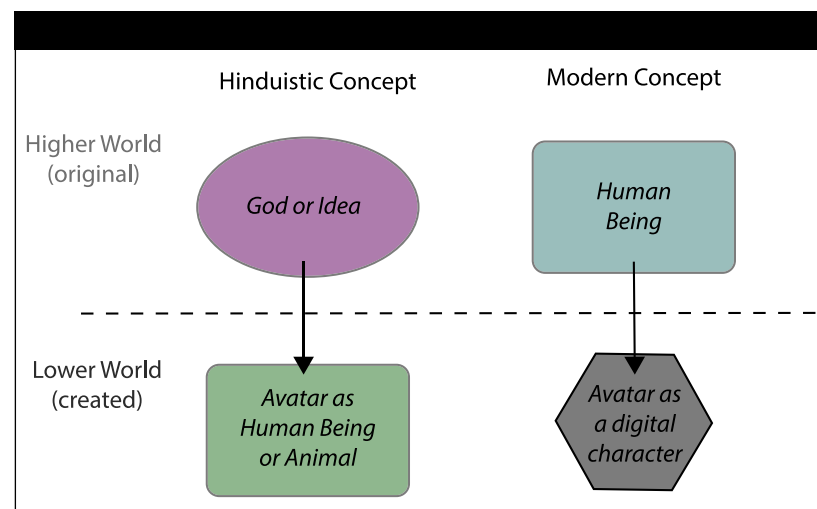 Hinduistic Concept
Modern Concept
Higher World
(original)
God or Idea
Human
Being
Lower World
(created)
Avatar as
Human Being
or Animal
Avatar as
a digital
character